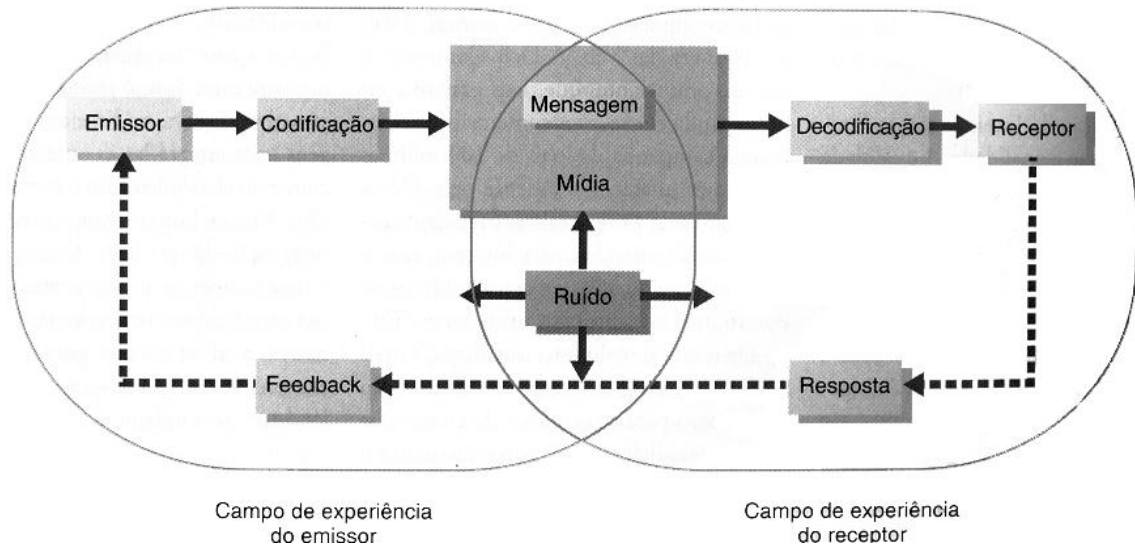 Emissor
Codificação
Mensagem
Mídia
Decodificação
Receptor
Ruído
Feedback
Resposta
Campo de experiência
do emissor
Campo de experiência
do receptor